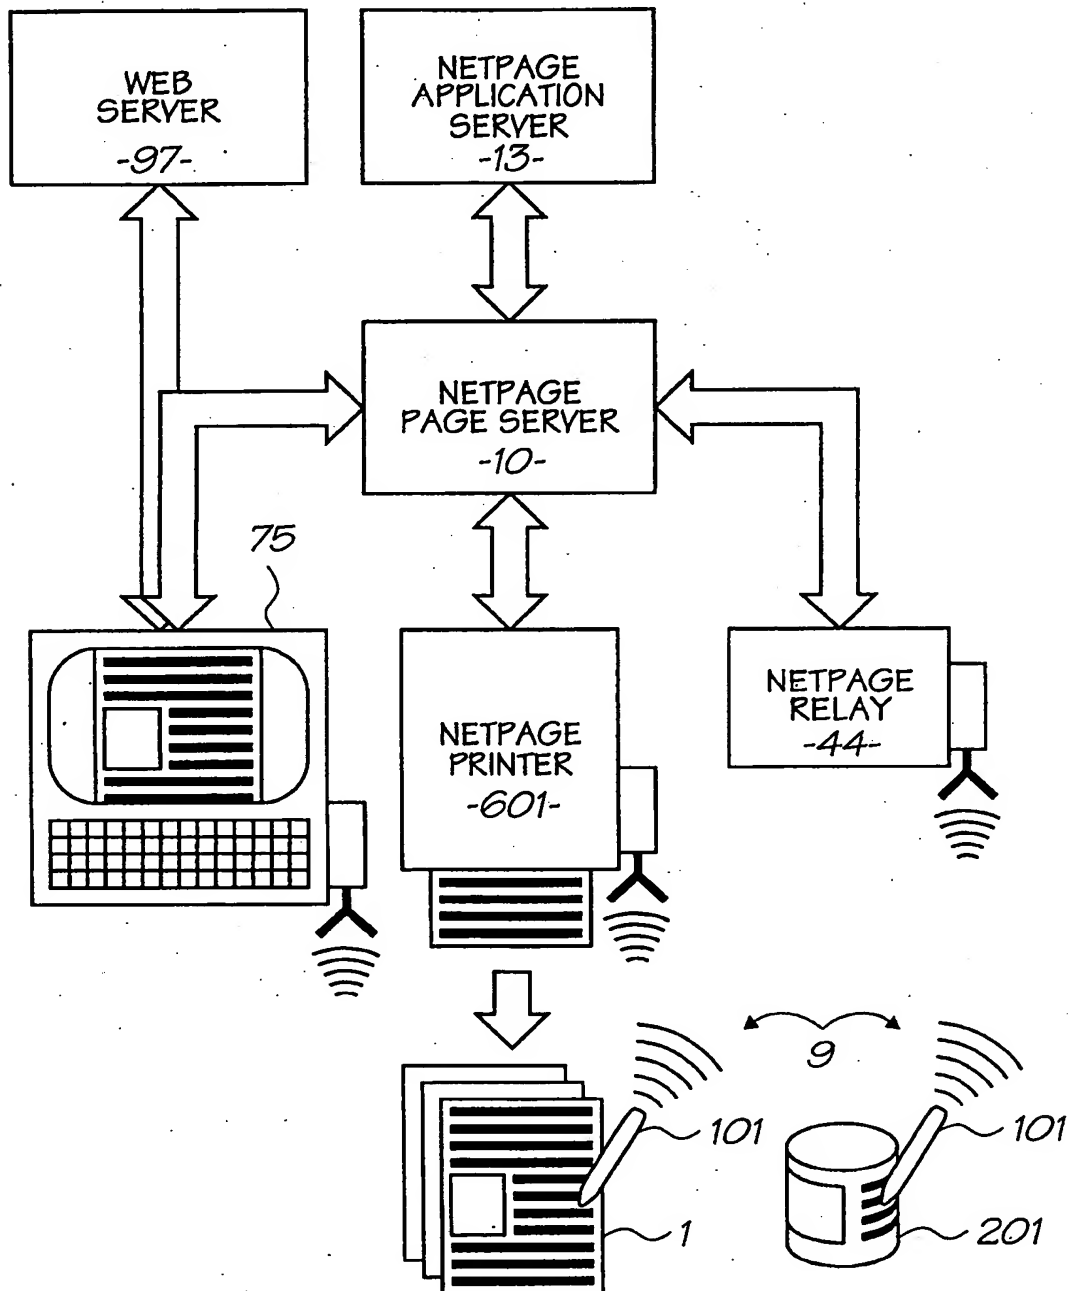 WEB
SERVER
-97-
NETPAGE
APPLICATION
SERVER
-13-
NETPAGE
PAGE SERVER
-10-
75
NETPAGE
PRINTER
-601-
NETPAGE
RELAY
-44-
9
101
101
1
201